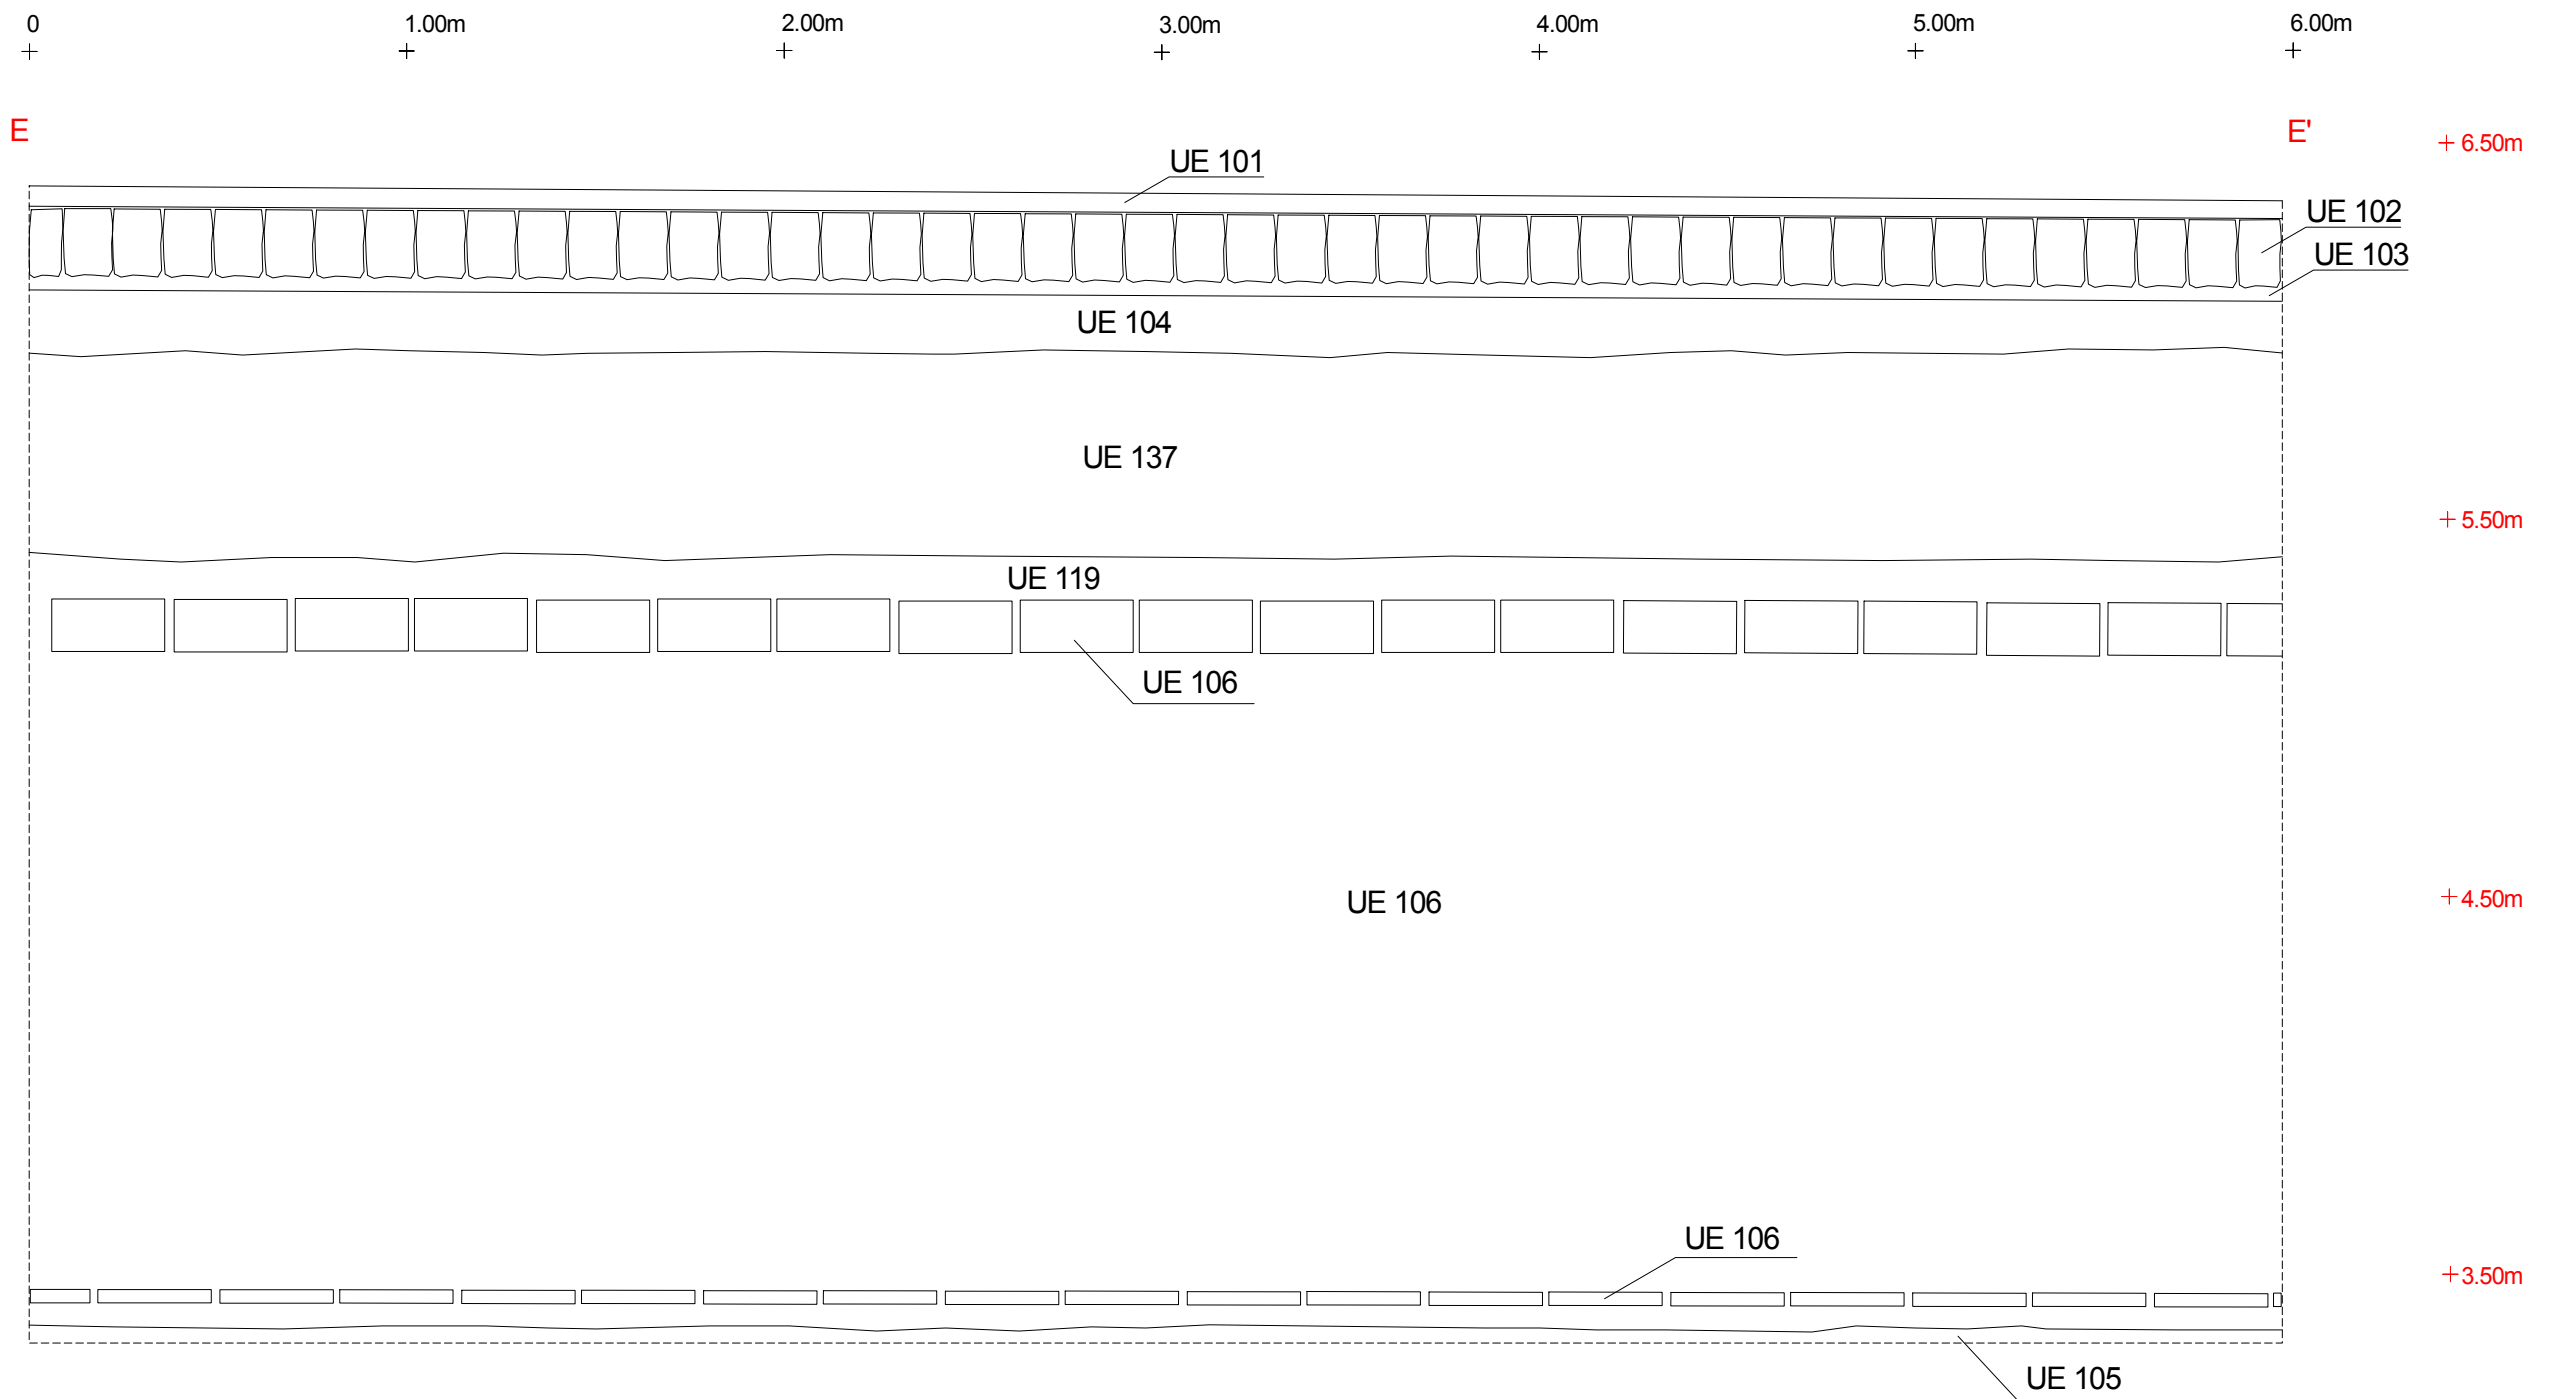 0 1.00m 2.00m 3.00m 4.00m 5.00m 6.00m
E E'
6.50m
UE 101
UE 102
UE 103
UE 104
UE 137
5.50m
UE 119
UE 106
UE 106
4.50m
UE 106
3.50m
UE 105